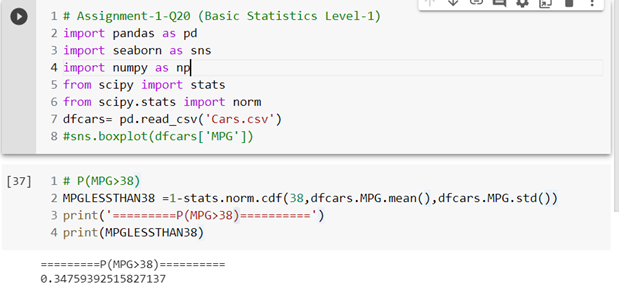 1 # Assignment-1-Q20 (Basic Statistics Level-1)
2 import pandas as pd
3 import seaborn as sns
4 import numpy as np
5 from scipy import stats
6 from scipy.stats import norm
7 dfcars= pd.read_csv('Cars.csv')
8 #sns.boxplot(dfcars['MPG'])
[37] 1 # P(MPG>38)
2 MPGLESSTHAN38 =1-stats.norm.cdf(38,dfcars.MPG.mean(),dfcars.MPG.std())
3 print('=========P(MPG>38)==========')
4 print(MPGLESSTHAN38)
=========P(MPG>38)==========
0.34759392515827137